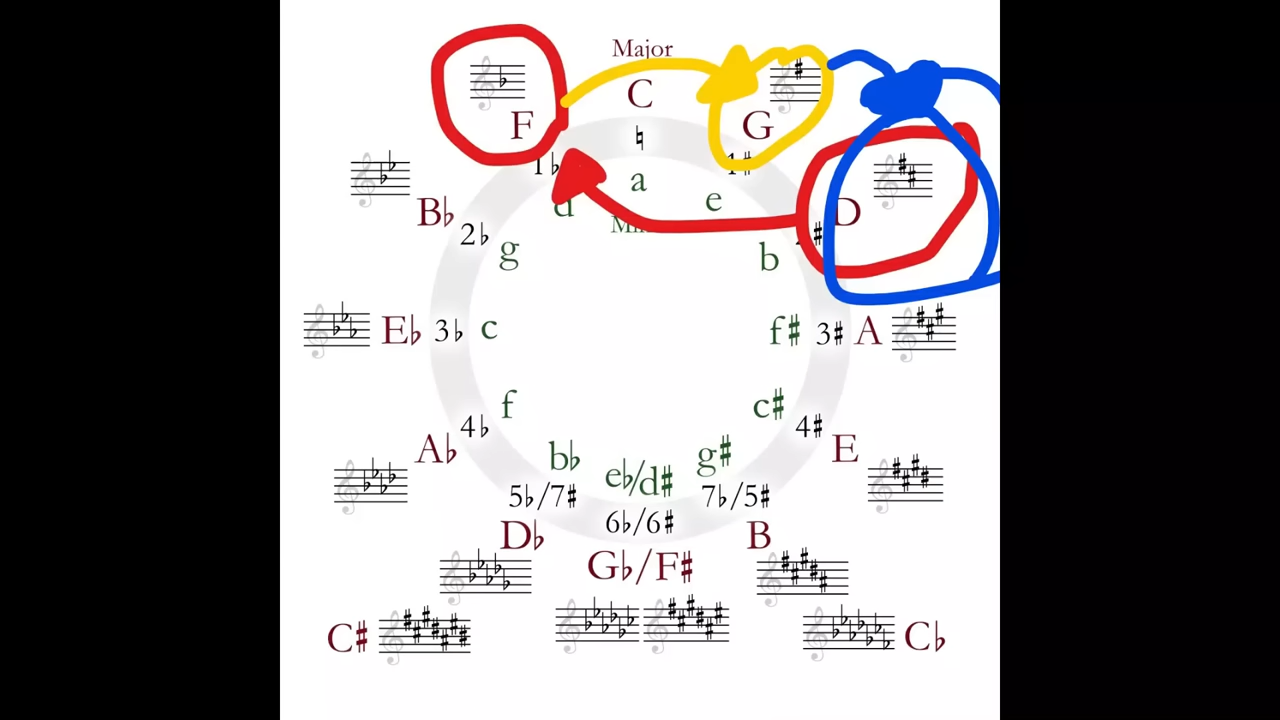 Major
C
F
G
♮
1♭
1♯
a
d
e
D
B♭
2♭
g
b
E♭
3♭
c
f♯
3♯
A
f
c♯
A♭
4♭
4♯
E
b♭
g♯
e♭/d♯
5♭/7♯
7♭/5♯
6♭/6♯
D♭
B
G♭/F♯
C♯
C♭